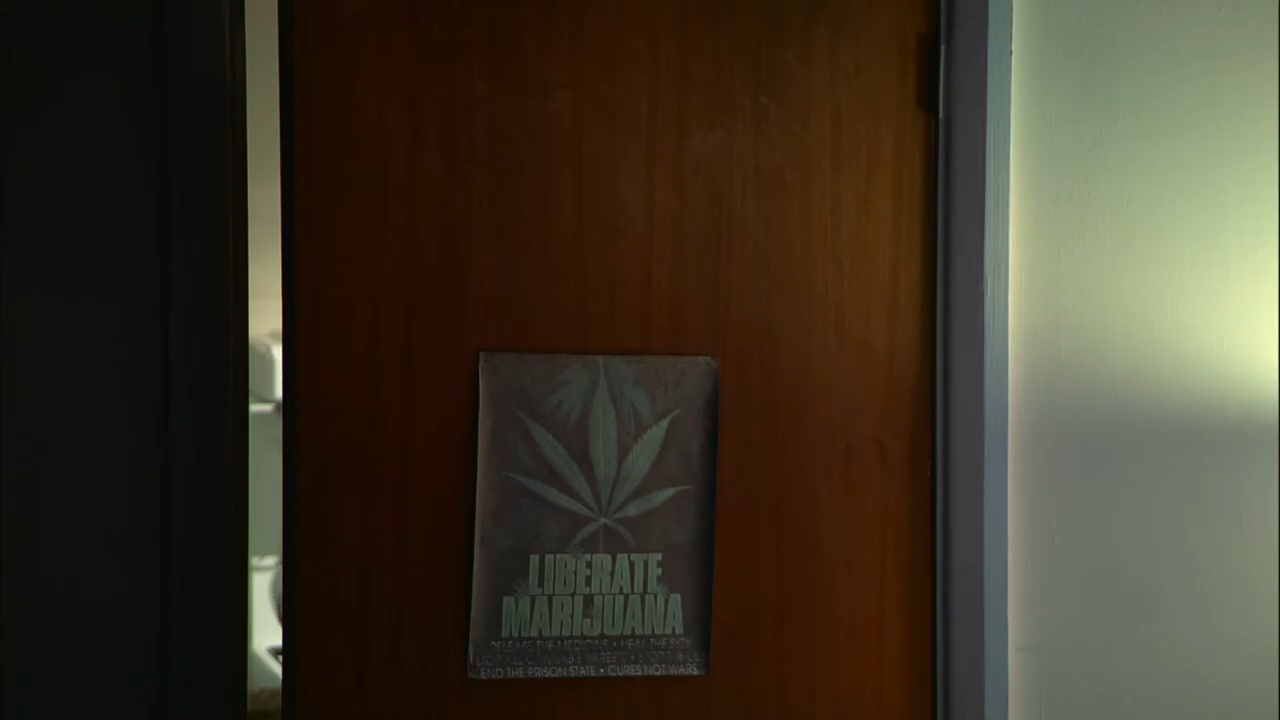 LIBERATE
MARIJUANA
RELEASE THE MEDICINE • HEAL THE SICK
END THE PRISON STATE • CURES NOT WARS